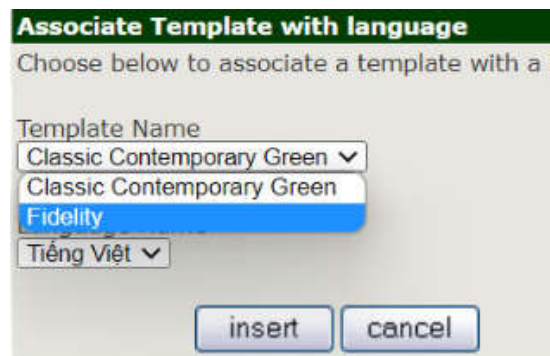 Associate Template with language
Choose below to associate a template with a
Template Name
Classic Contemporary Green
Classic Contemporary Green
Fidelity
Tiếng Việt
insert cancel